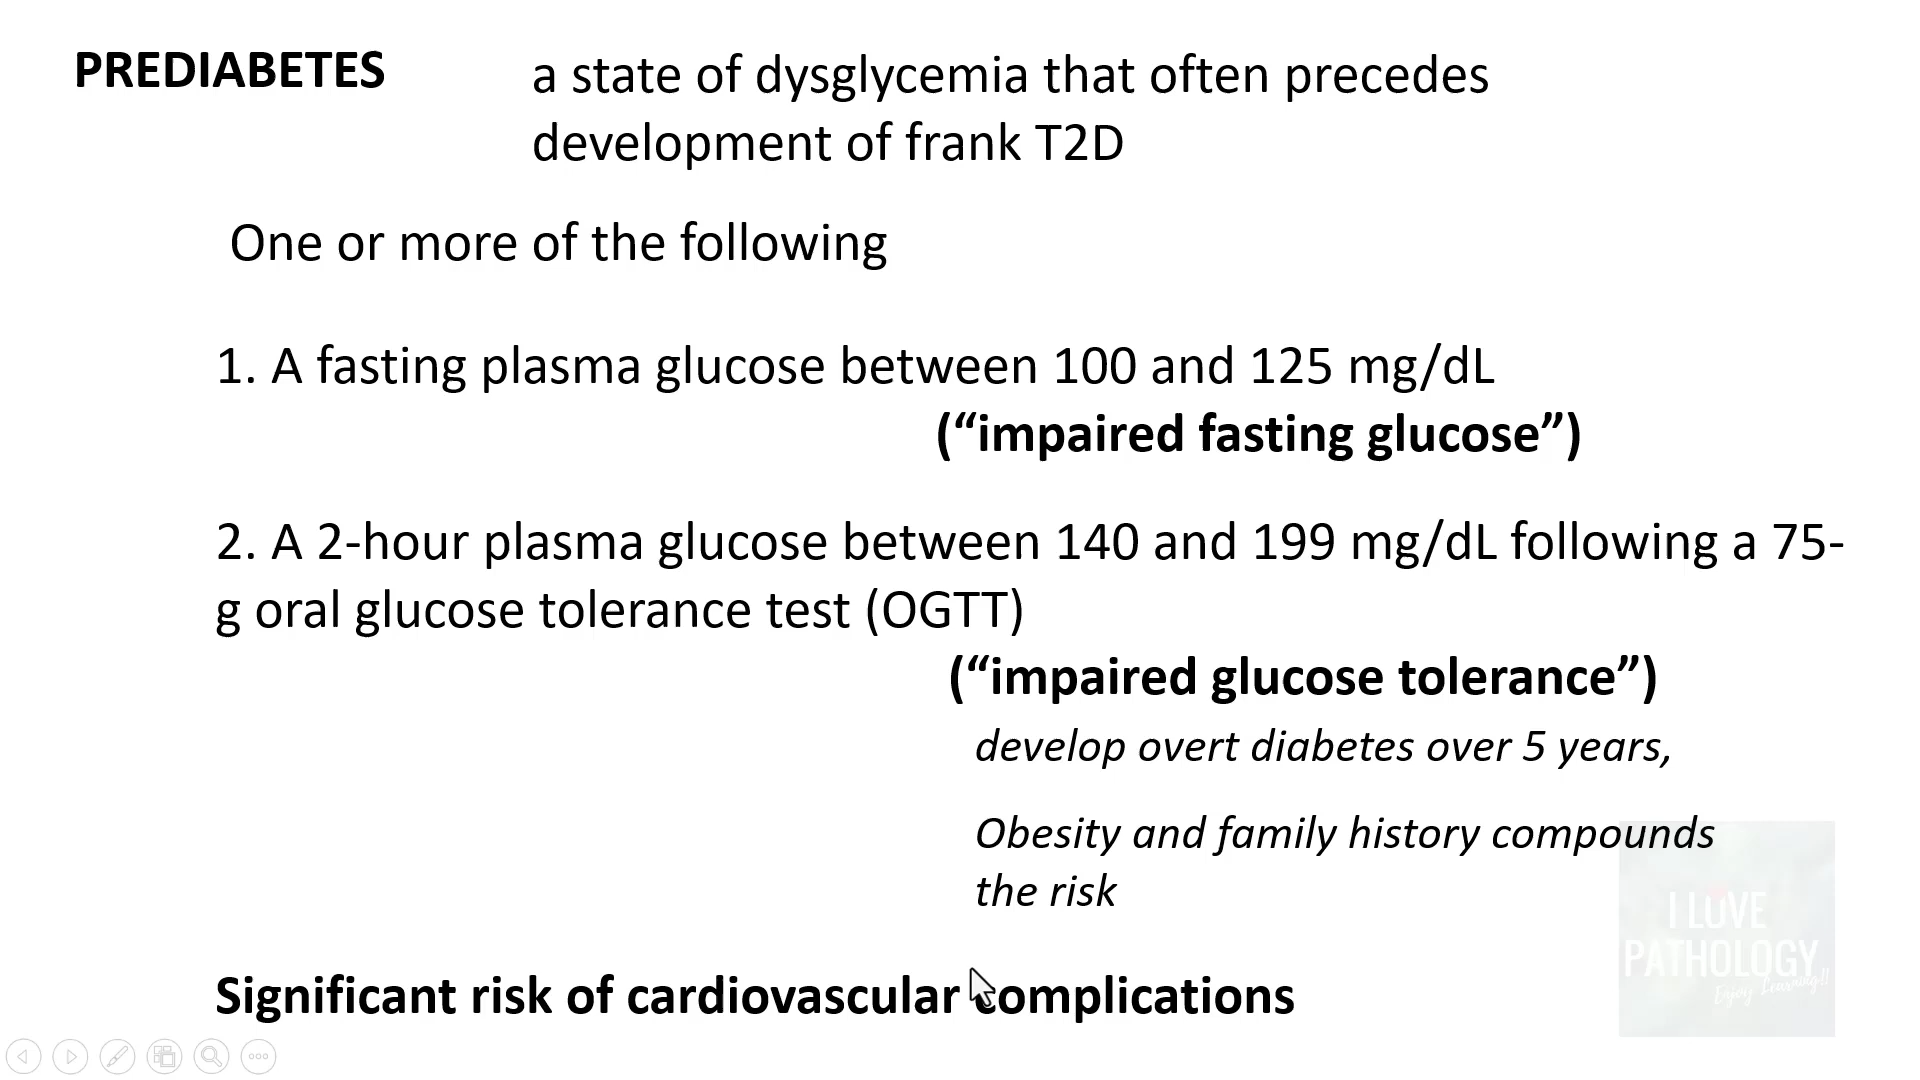 PREDIABETES
a state of dysglycemia that often precedes
development of frank T2D
One or more of the following
1. A fasting plasma glucose between 100 and 125 mg/dL
(“impaired fasting glucose”)
2. A 2-hour plasma glucose between 140 and 199 mg/dL following a 75-
g oral glucose tolerance test (OGTT)
(“impaired glucose tolerance”)
develop overt diabetes over 5 years,
Obesity and family history compounds
the risk
I LOVE
PATHOLOGY
Enjoy Learning!!
Significant risk of cardiovascular complications